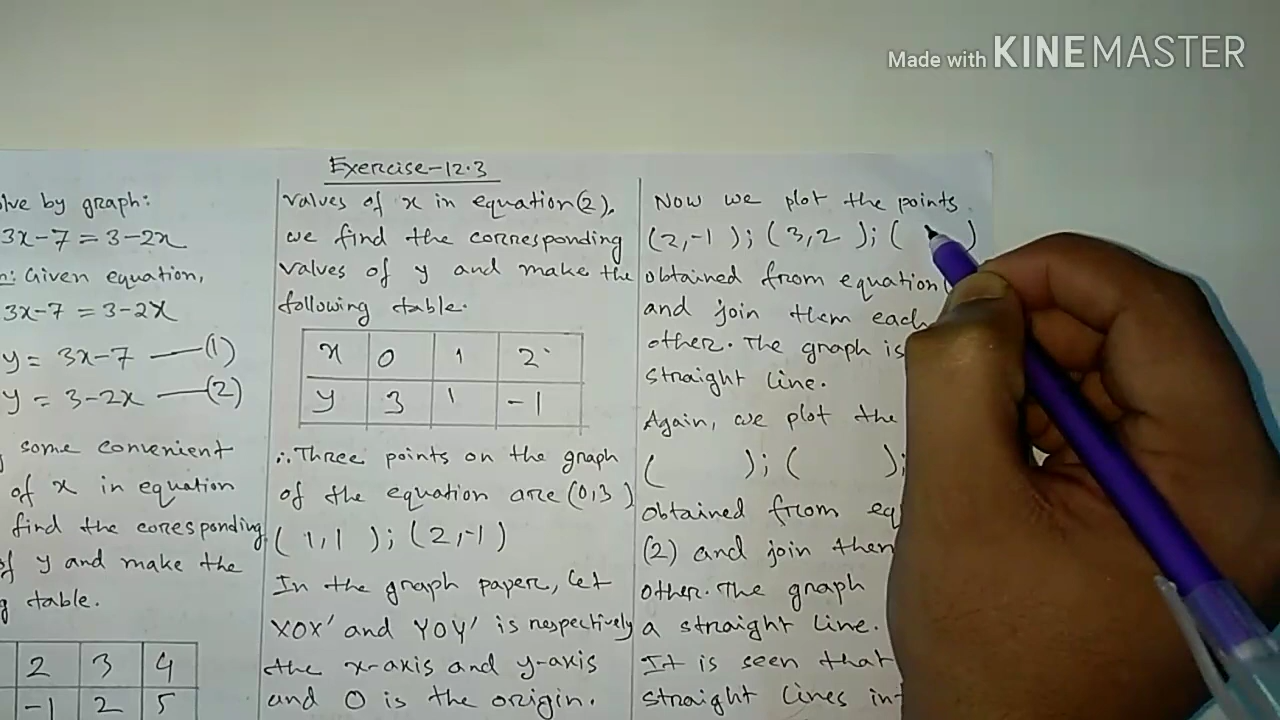 Made with KINEMASTER
Exercise-12.3
lve by graph:
3x-7 = 3-2x
n: Given equation,
3x-7 = 3-2x
y = 3x-7 —(1)
y = 3-2x —(2)
some convenient
of x in equation
find the coresponding
of y and make the
g table.
2 3 4
-1 2 5
values of x in equation(2),
we find the corresponding
values of y and make the
following table.
x 0 1 2
y 3 1 -1
∴Three points on the graph
of the equation are (0,3)
(1,1); (2,-1)
In the graph paper, let
XOX' and YOY' is respectively
the x-axis and y-axis
and O is the origin.
Now we plot the points
(2,-1); (3,2); ( )
obtained from equation(
and join them each
other. The graph is
straight line.
Again, we plot the
( ); ( );
obtained from eq
(2) and join them
other. The graph
a straight line.
It is seen that
straight lines int